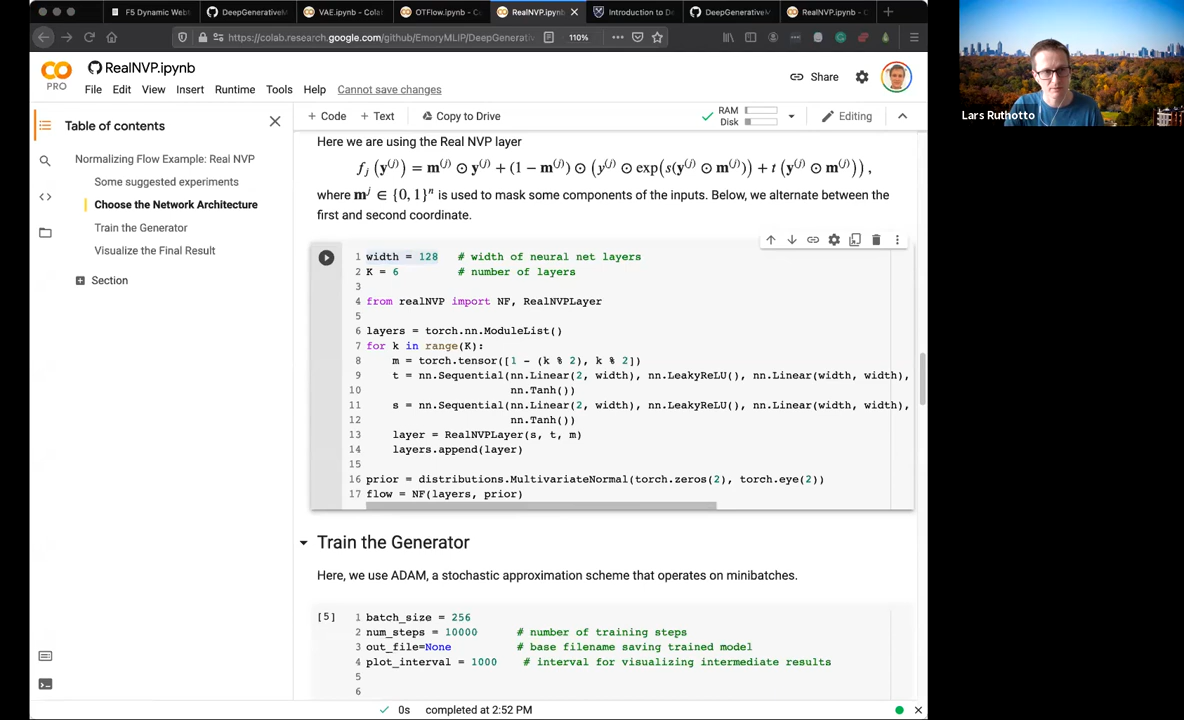 F5 Dynamic Web
DeepGenerativeM
VAE.ipynb - Colab
OTFlow.ipynb - C
RealNVP.ipynb
Introduction to De
DeepGenerativeM
RealNVP.ipynb - C
https://colab.research.google.com/github/EmoryMLIP/DeepGenerativ
110%
RealNVP.ipynb
PRO
File Edit View Insert Runtime Tools Help Cannot save changes
Share
+ Code + Text Copy to Drive
RAM
Disk
Editing
Table of contents
Normalizing Flow Example: Real NVP
Some suggested experiments
Choose the Network Architecture
Train the Generator
Visualize the Final Result
Section
Here we are using the Real NVP layer
f_j (y^(j)) = m^(j) ⊙ y^(j) + (1 − m^(j)) ⊙ (y^(j) ⊙ exp(s(y^(j) ⊙ m^(j))) + t (y^(j) ⊙ m^(j))) ,
where m^j ∈ {0, 1}^n is used to mask some components of the inputs. Below, we alternate between the
first and second coordinate.
1 width = 128 # width of neural net layers
2 K = 6 # number of layers
3
4 from realNVP import NF, RealNVPLayer
5
6 layers = torch.nn.ModuleList()
7 for k in range(K):
8 m = torch.tensor([1 - (k % 2), k % 2])
9 t = nn.Sequential(nn.Linear(2, width), nn.LeakyReLU(), nn.Linear(width, width),
10 nn.Tanh())
11 s = nn.Sequential(nn.Linear(2, width), nn.LeakyReLU(), nn.Linear(width, width),
12 nn.Tanh())
13 layer = RealNVPLayer(s, t, m)
14 layers.append(layer)
15
16 prior = distributions.MultivariateNormal(torch.zeros(2), torch.eye(2))
17 flow = NF(layers, prior)
Train the Generator
Here, we use ADAM, a stochastic approximation scheme that operates on minibatches.
[5] 1 batch_size = 256
2 num_steps = 10000 # number of training steps
3 out_file=None # base filename saving trained model
4 plot_interval = 1000 # interval for visualizing intermediate results
5
6
0s completed at 2:52 PM
Lars Ruthotto